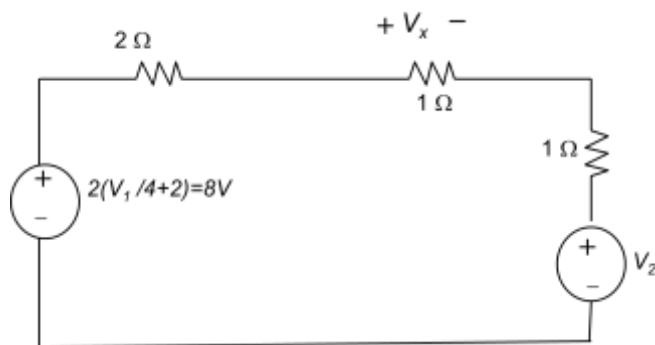 + Vₓ −
2 Ω
1 Ω
1 Ω
+
2(V₁ /4+2)=8V
−
+
V₂
−